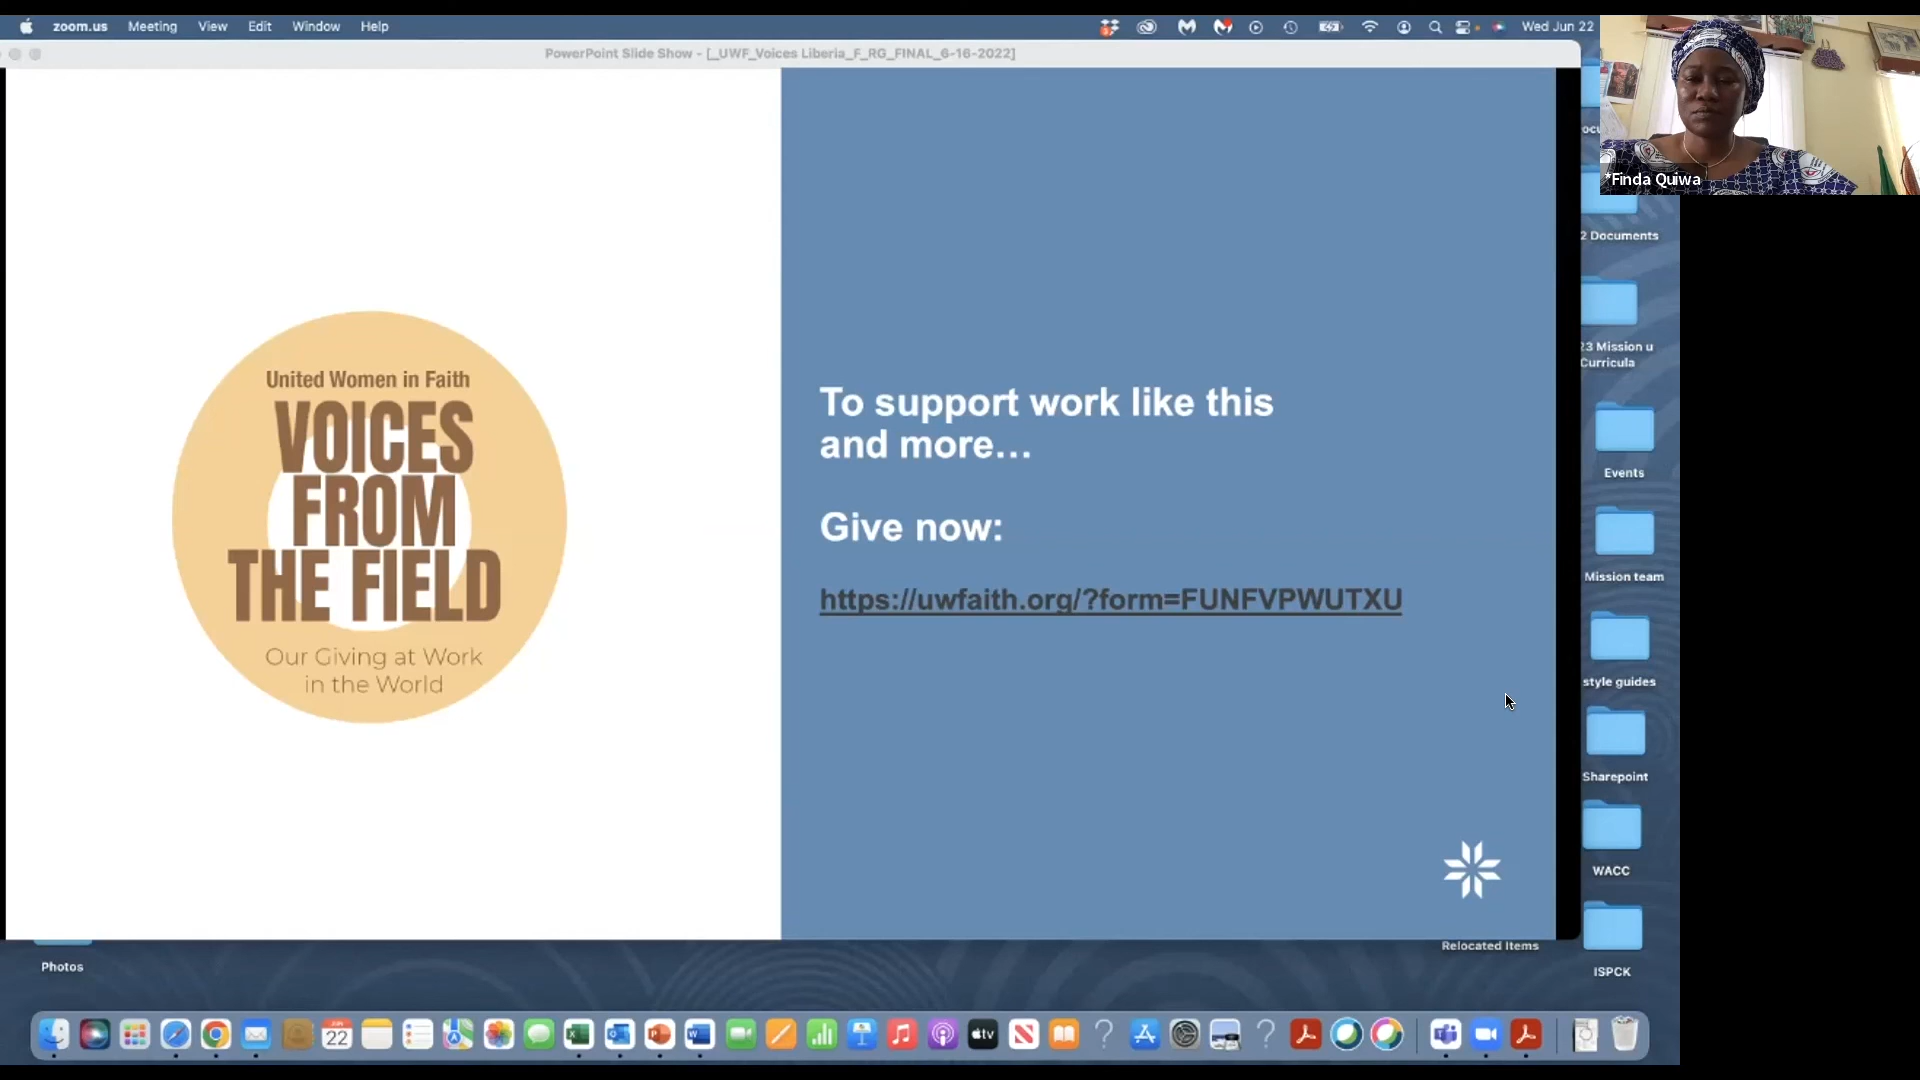 zoom.us Meeting View Edit Window Help
Wed Jun 22
PowerPoint Slide Show - [_UWF_Voices Liberia_F_RG_FINAL_6-16-2022]
*Finda Quiwa
United Women in Faith
VOICES
FROM
THE FIELD
Our Giving at Work
in the World
To support work like this
and more…
Give now:
https://uwfaith.org/?form=FUNFVPWUTXU
2 Documents
23 Mission u
Curricula
Events
Mission team
style guides
Sharepoint
WACC
Relocated Items
ISPCK
Photos
JUN
22
tv